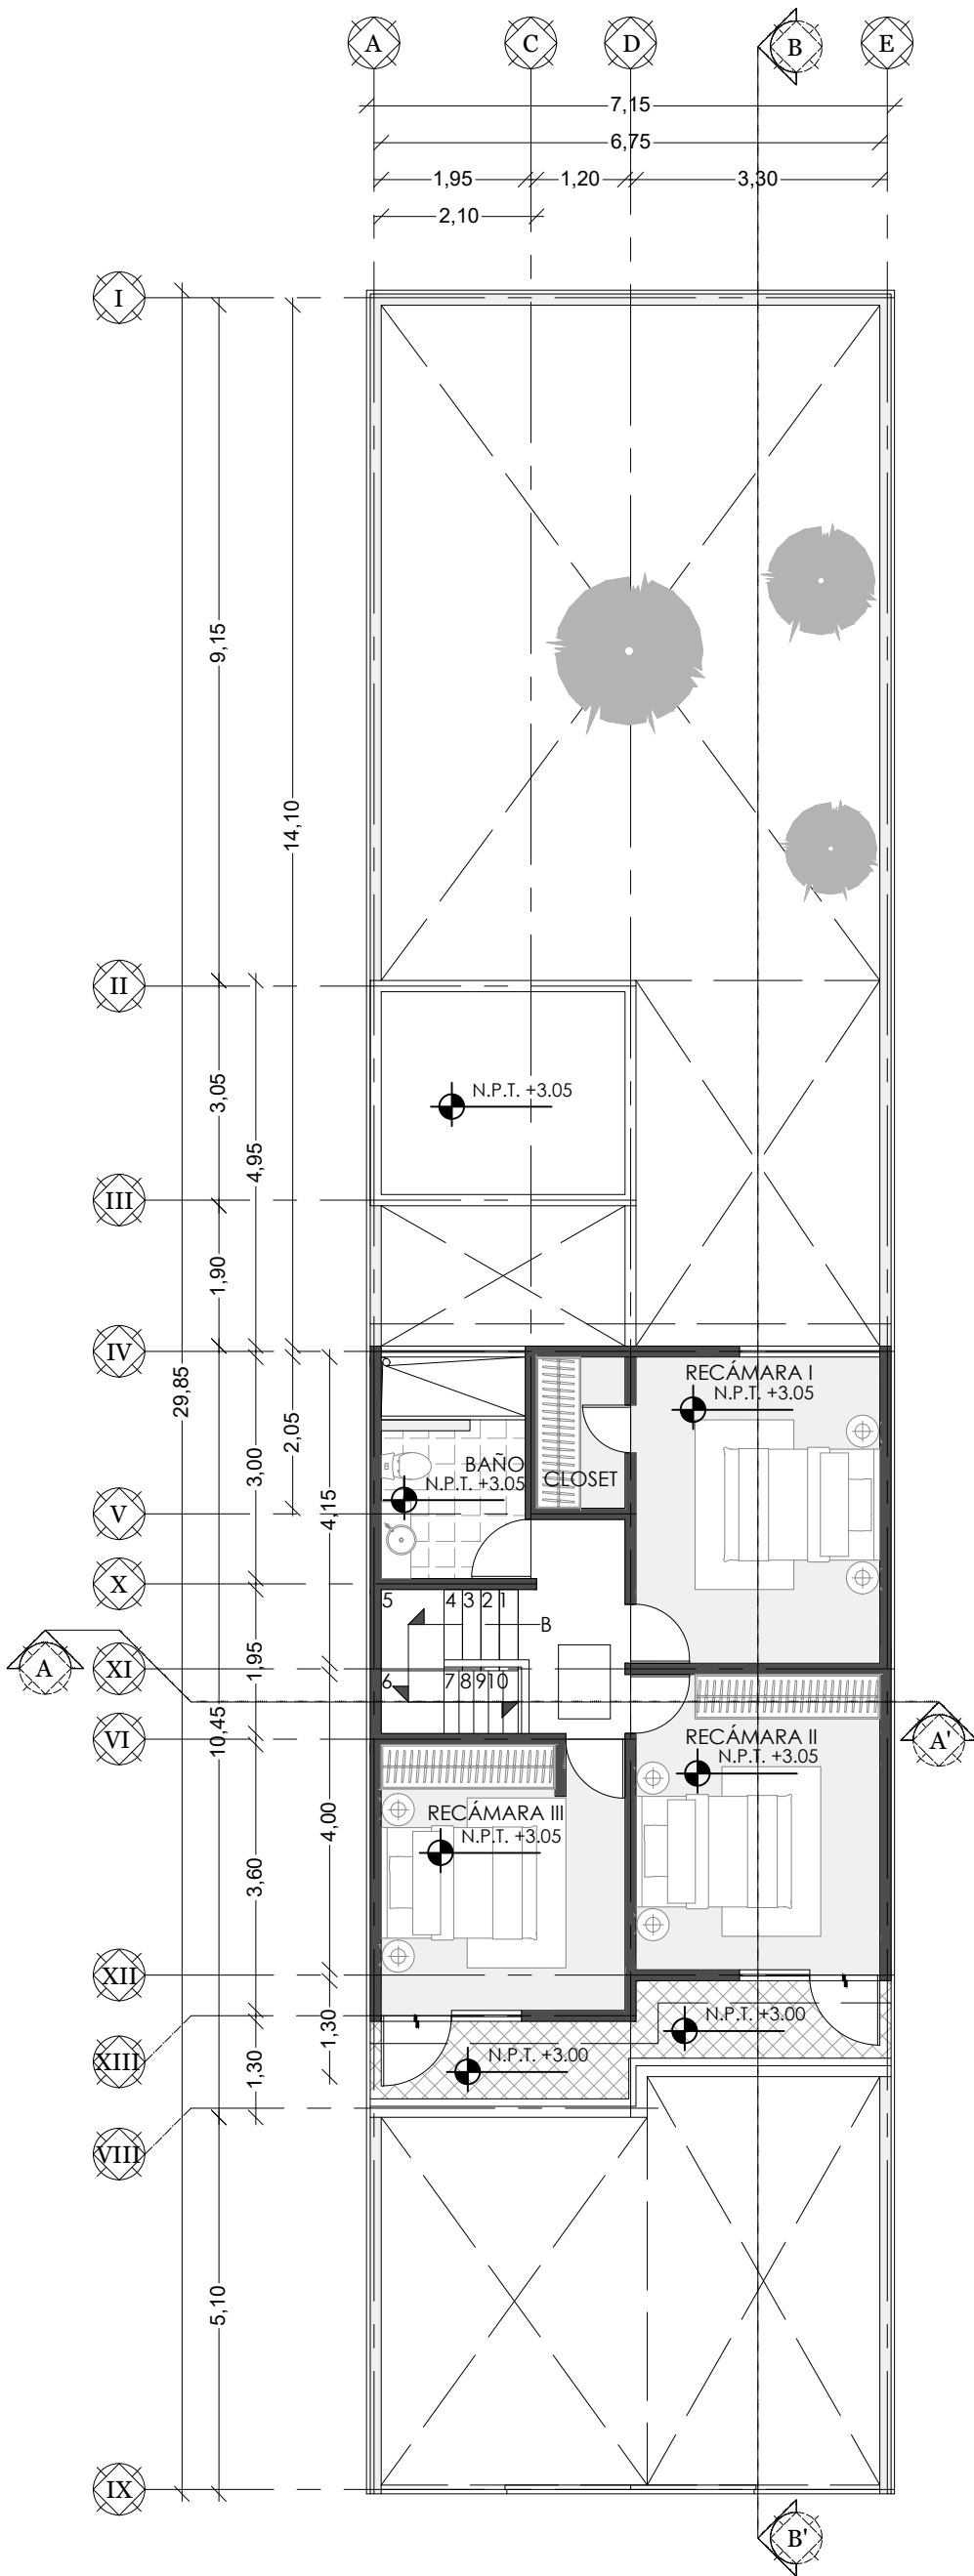 A C D B E
7,15
6,75
1,95 1,20 3,30
2,10
I
9,15
14,10
II
N.P.T. +3.05
3,05
4,95
III
1,90
IV
29,85
RECÁMARA I
N.P.T. +3.05
2,05
3,00
4,15
BAÑO
N.P.T. +3.05
CLOSET
V
X
5 4 3 2 1
B
A
XI
1,95
6 7 8 9 10
10,45
VI
A'
RECÁMARA II
N.P.T. +3.05
RECÁMARA III
N.P.T. +3.05
4,00
3,60
XII
1,30
N.P.T. +3.00
XIII
1,30
N.P.T. +3.00
VIII
5,10
IX
B'